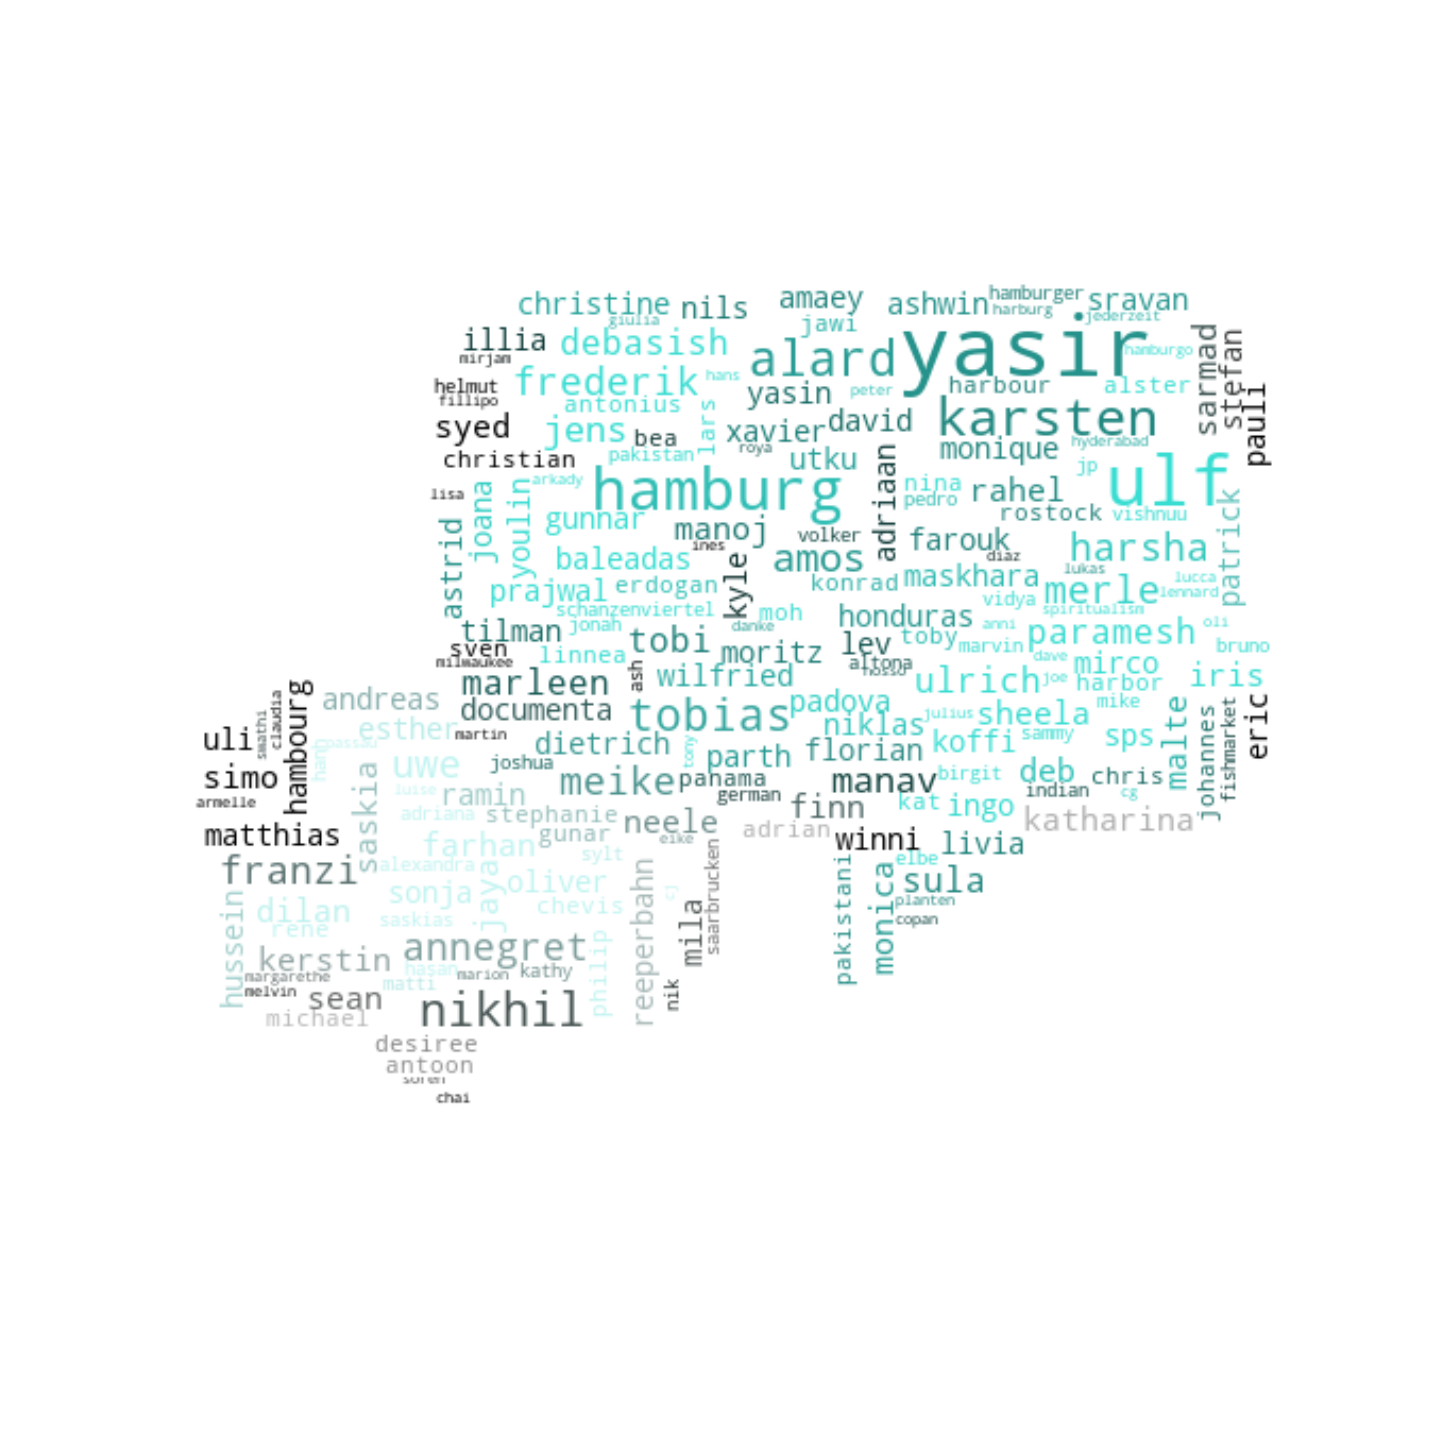 hamburger
christine
nils
amaey
ashwin
sravan
giulia
jawi
harburg
jederzeit
illia
debasish
alard
yasir
hamburgo
sarmad
stefan
mirjam
frederik
hans
yasin
peter
harbour
alster
pauli
helmut
fillipo
antonius
lars
david
karsten
syed
jens
bea
xavier
monique
hyderabad
christian
pakistan
roya
utku
adriaan
jp
ulf
lisa
joana
youlin
arkady
hamburg
nina
pedro
rahel
patrick
astrid
gunnar
manoj
rostock
vishnuu
volker
farouk
harsha
ines
baleadas
kyle
amos
diaz
lukas
prajwal
erdogan
konrad
maskhara
merle
lucca
lennard
schanzenviertel
moh
honduras
vidya
spiritualism
tilman
jonah
tobi
danke
lev
toby
anni
paramesh
oli
sven
milwaukee
linnea
moritz
altona
hosso
marvin
dave
mirco
bruno
marleen
ash
wilfried
ulrich
joe
harbor
iris
smathi
claudia
hambourg
andreas
documenta
tobias
padova
niklas
julius
sheela
mike
malte
johannes
fishmarket
eric
uli
hanh
passau
esther
martin
dietrich
tony
parth
florian
koffi
sammy
sps
simo
saskia
uwe
joshua
meike
panama
manav
birgit
deb
chris
armelle
luise
ramin
german
finn
kat
ingo
indian
cg
matthias
adriana
stephanie
gunar
neele
adrian
winni
livia
katharina
franzi
alexandra
farhan
sylt
eike
saarbrucken
elbe
hussein
dilan
rene
sonja
saskias
jaya
oliver
chevis
reeperbahn
cj
mila
pakistani
monica
sula
planten
copan
kerstin
annegret
philip
margarethe
melvin
hasan
matti
marion
kathy
nik
sean
michael
nikhil
desiree
antoon
soren
chai